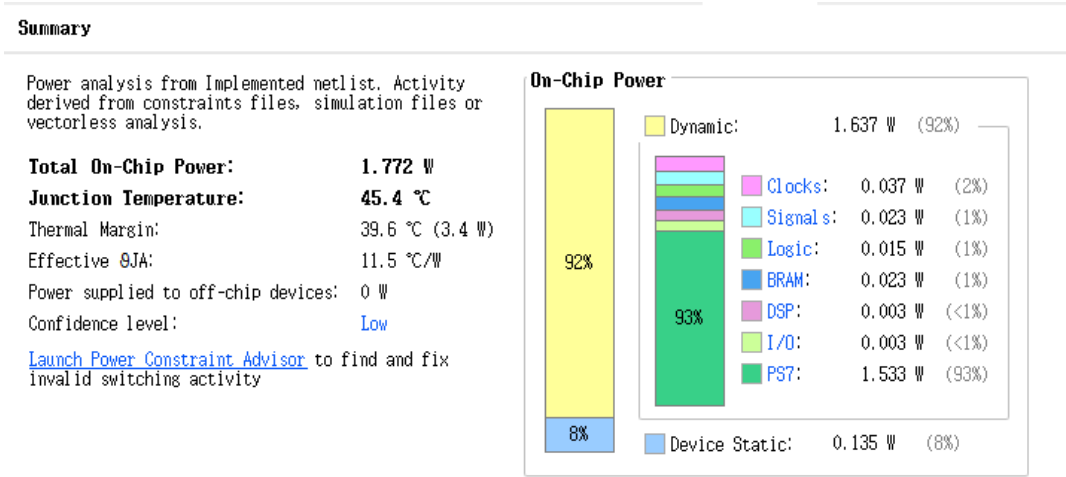 Summary
Power analysis from Implemented netlist. Activity
derived from constraints files, simulation files or
vectorless analysis.
Total On-Chip Power: 1.772 W
Junction Temperature: 45.4 °C
Thermal Margin: 39.6 °C (3.4 W)
Effective ϑJA: 11.5 °C/W
Power supplied to off-chip devices: 0 W
Confidence level: Low
Launch Power Constraint Advisor to find and fix
invalid switching activity
On-Chip Power
92%
8%
Dynamic: 1.637 W (92%)
93%
Clocks: 0.037 W (2%)
Signals: 0.023 W (1%)
Logic: 0.015 W (1%)
BRAM: 0.023 W (1%)
DSP: 0.003 W (<1%)
I/O: 0.003 W (<1%)
PS7: 1.533 W (93%)
Device Static: 0.135 W (8%)